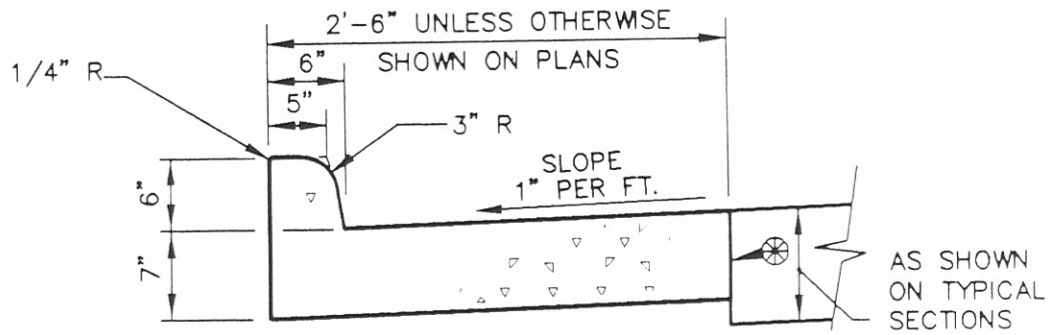 2'-6" UNLESS OTHERWISE
SHOWN ON PLANS
6"
1/4" R
5"
3" R
SLOPE
1" PER FT.
6"
7"
AS SHOWN
ON TYPICAL
SECTIONS